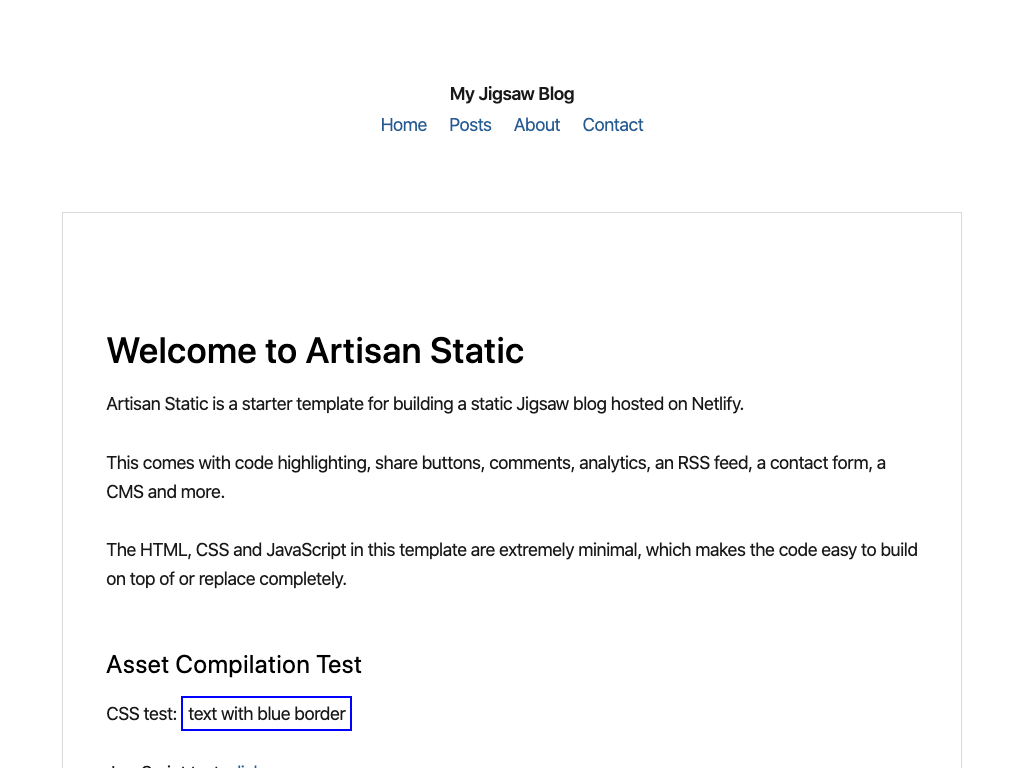 My Jigsaw Blog
Home Posts About Contact
Welcome to Artisan Static
Artisan Static is a starter template for building a static Jigsaw blog hosted on Netlify.
This comes with code highlighting, share buttons, comments, analytics, an RSS feed, a contact form, a
CMS and more.
The HTML, CSS and JavaScript in this template are extremely minimal, which makes the code easy to build
on top of or replace completely.
Asset Compilation Test
CSS test: text with blue border